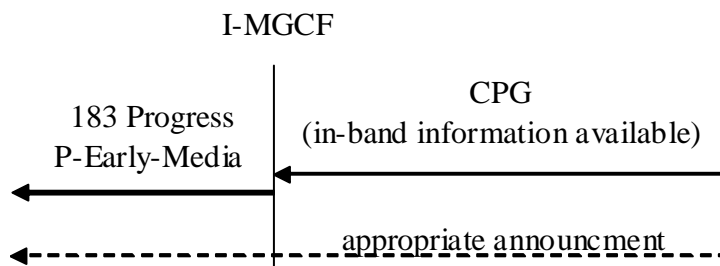 I-MGCF
183 Progress
P-Early-Media
CPG
(in-band information available)
appropriate announcment